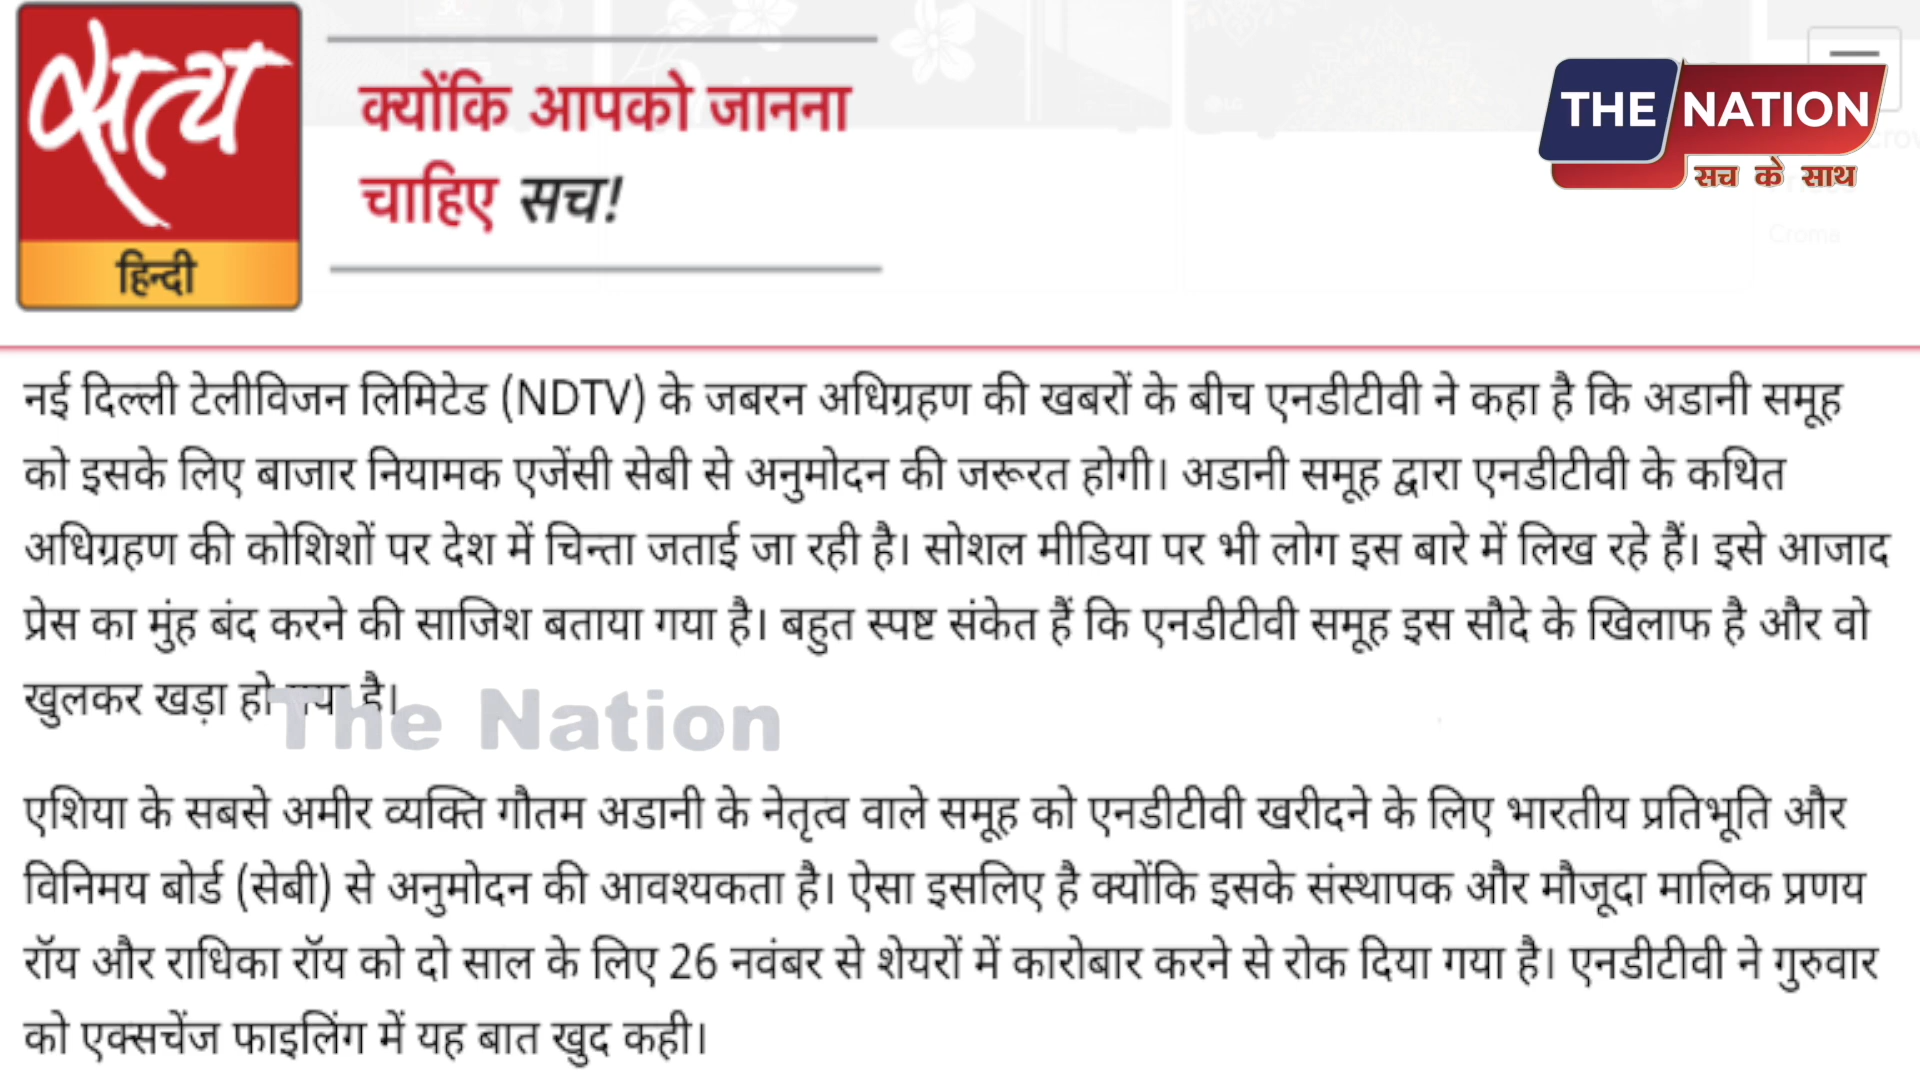 सत्य
हिन्दी
क्योंकि आपको जानना
चाहिए सच!
THE NATION
सच के साथ
Croma
नई दिल्ली टेलीविजन लिमिटेड (NDTV) के जबरन अधिग्रहण की खबरों के बीच एनडीटीवी ने कहा है कि अडानी समूह
को इसके लिए बाजार नियामक एजेंसी सेबी से अनुमोदन की जरूरत होगी। अडानी समूह द्वारा एनडीटीवी के कथित
अधिग्रहण की कोशिशों पर देश में चिन्ता जताई जा रही है। सोशल मीडिया पर भी लोग इस बारे में लिख रहे हैं। इसे आजाद
प्रेस का मुंह बंद करने की साजिश बताया गया है। बहुत स्पष्ट संकेत हैं कि एनडीटीवी समूह इस सौदे के खिलाफ है और वो
खुलकर खड़ा हो गया है।
The Nation
एशिया के सबसे अमीर व्यक्ति गौतम अडानी के नेतृत्व वाले समूह को एनडीटीवी खरीदने के लिए भारतीय प्रतिभूति और
विनिमय बोर्ड (सेबी) से अनुमोदन की आवश्यकता है। ऐसा इसलिए है क्योंकि इसके संस्थापक और मौजूदा मालिक प्रणय
रॉय और राधिका रॉय को दो साल के लिए 26 नवंबर से शेयरों में कारोबार करने से रोक दिया गया है। एनडीटीवी ने गुरुवार
को एक्सचेंज फाइलिंग में यह बात खुद कही।